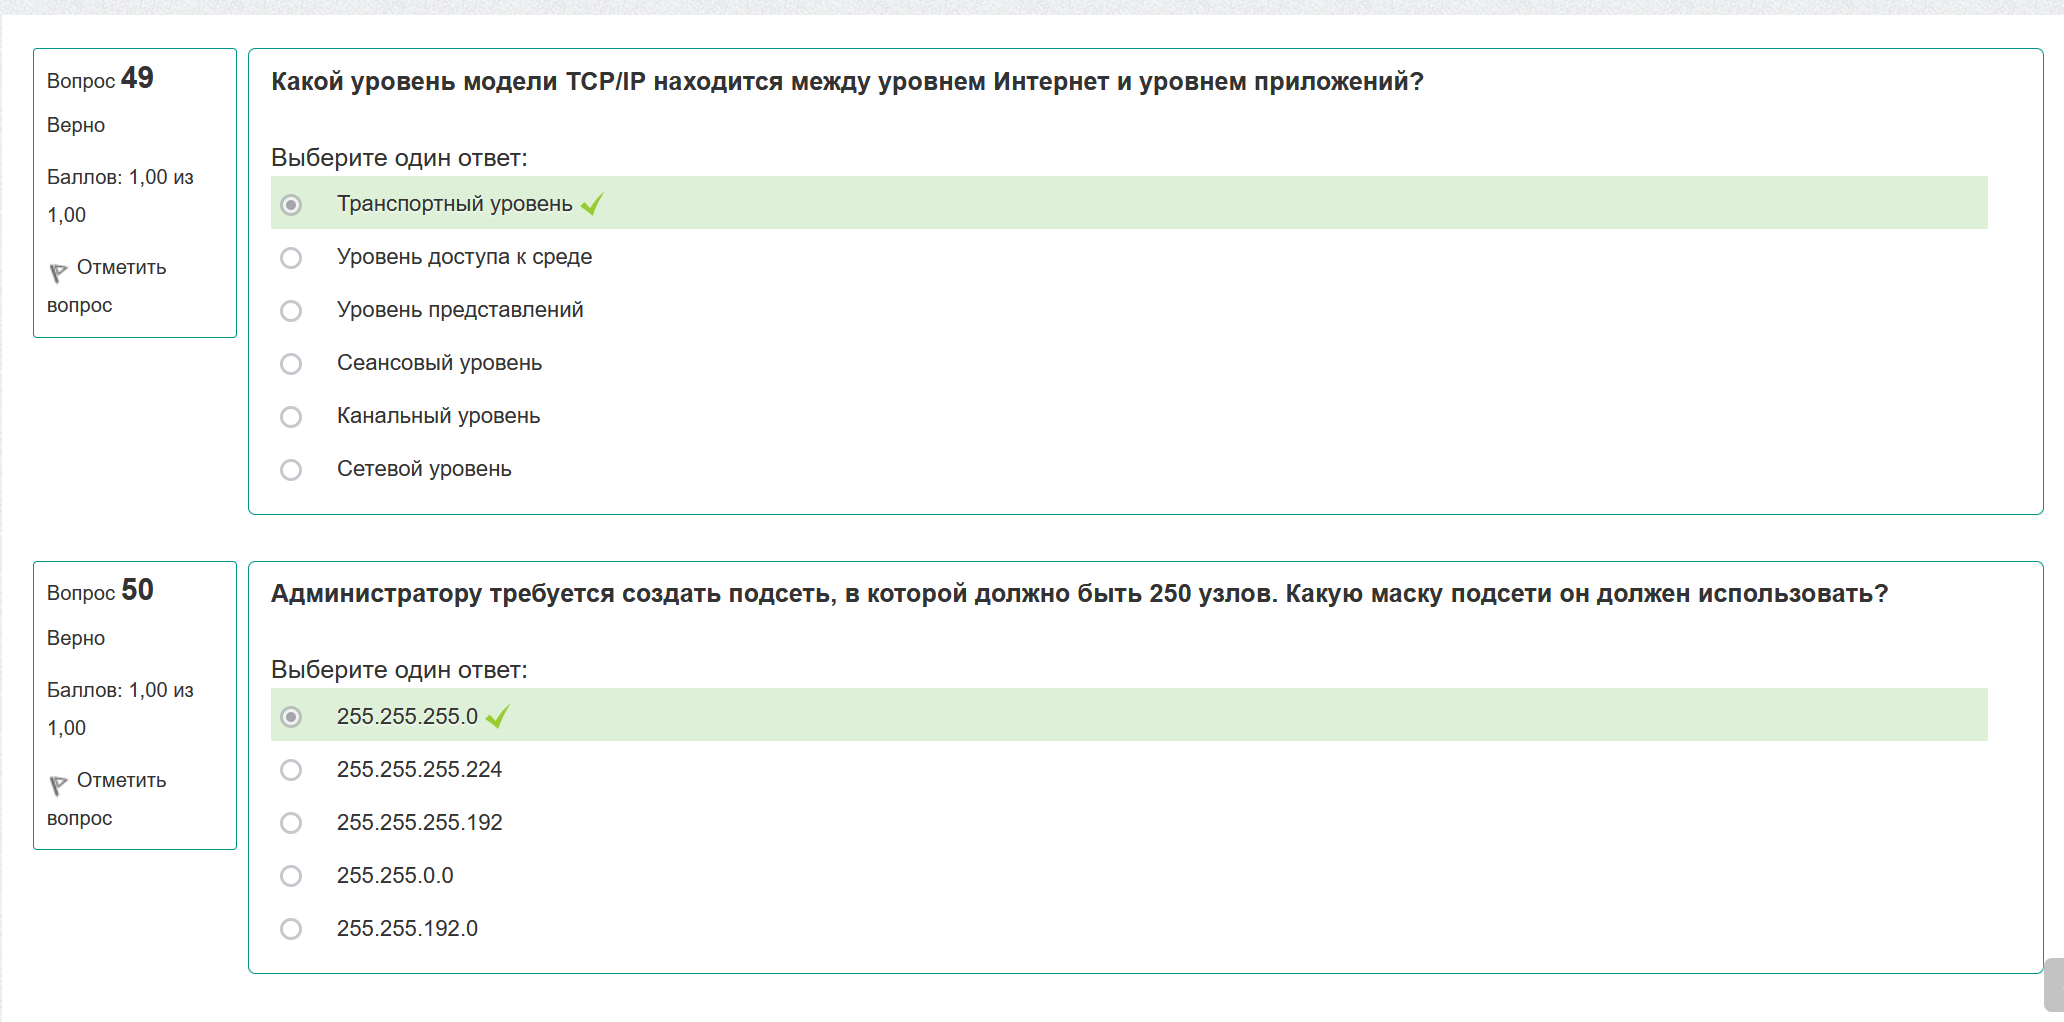 Вопрос 49
Верно
Баллов: 1,00 из
1,00
Отметить
вопрос
Какой уровень модели TCP/IP находится между уровнем Интернет и уровнем приложений?
Выберите один ответ:
Транспортный уровень
Уровень доступа к среде
Уровень представлений
Сеансовый уровень
Канальный уровень
Сетевой уровень
Вопрос 50
Верно
Баллов: 1,00 из
1,00
Отметить
вопрос
Администратору требуется создать подсеть, в которой должно быть 250 узлов. Какую маску подсети он должен использовать?
Выберите один ответ:
255.255.255.0
255.255.255.224
255.255.255.192
255.255.0.0
255.255.192.0